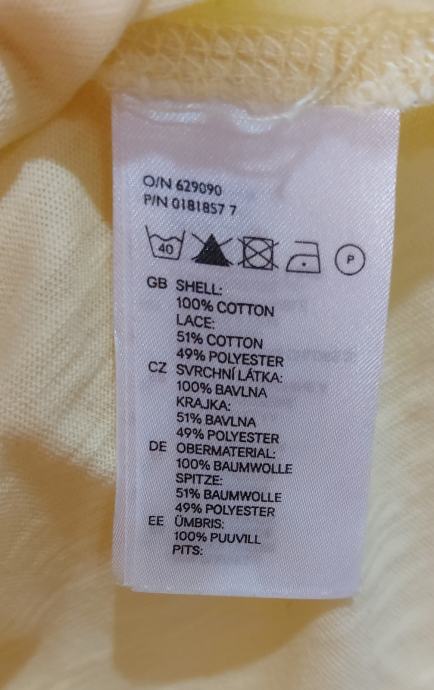 O/N 629090
P/N 0181857 7
40 P
GB SHELL:
100% COTTON
LACE:
51% COTTON
49% POLYESTER
CZ SVRCHNÍ LÁTKA:
100% BAVLNA
KRAJKA:
51% BAVLNA
49% POLYESTER
DE OBERMATERIAL:
100% BAUMWOLLE
SPITZE:
51% BAUMWOLLE
49% POLYESTER
EE ÜMBRIS:
100% PUUVILL
PITS: